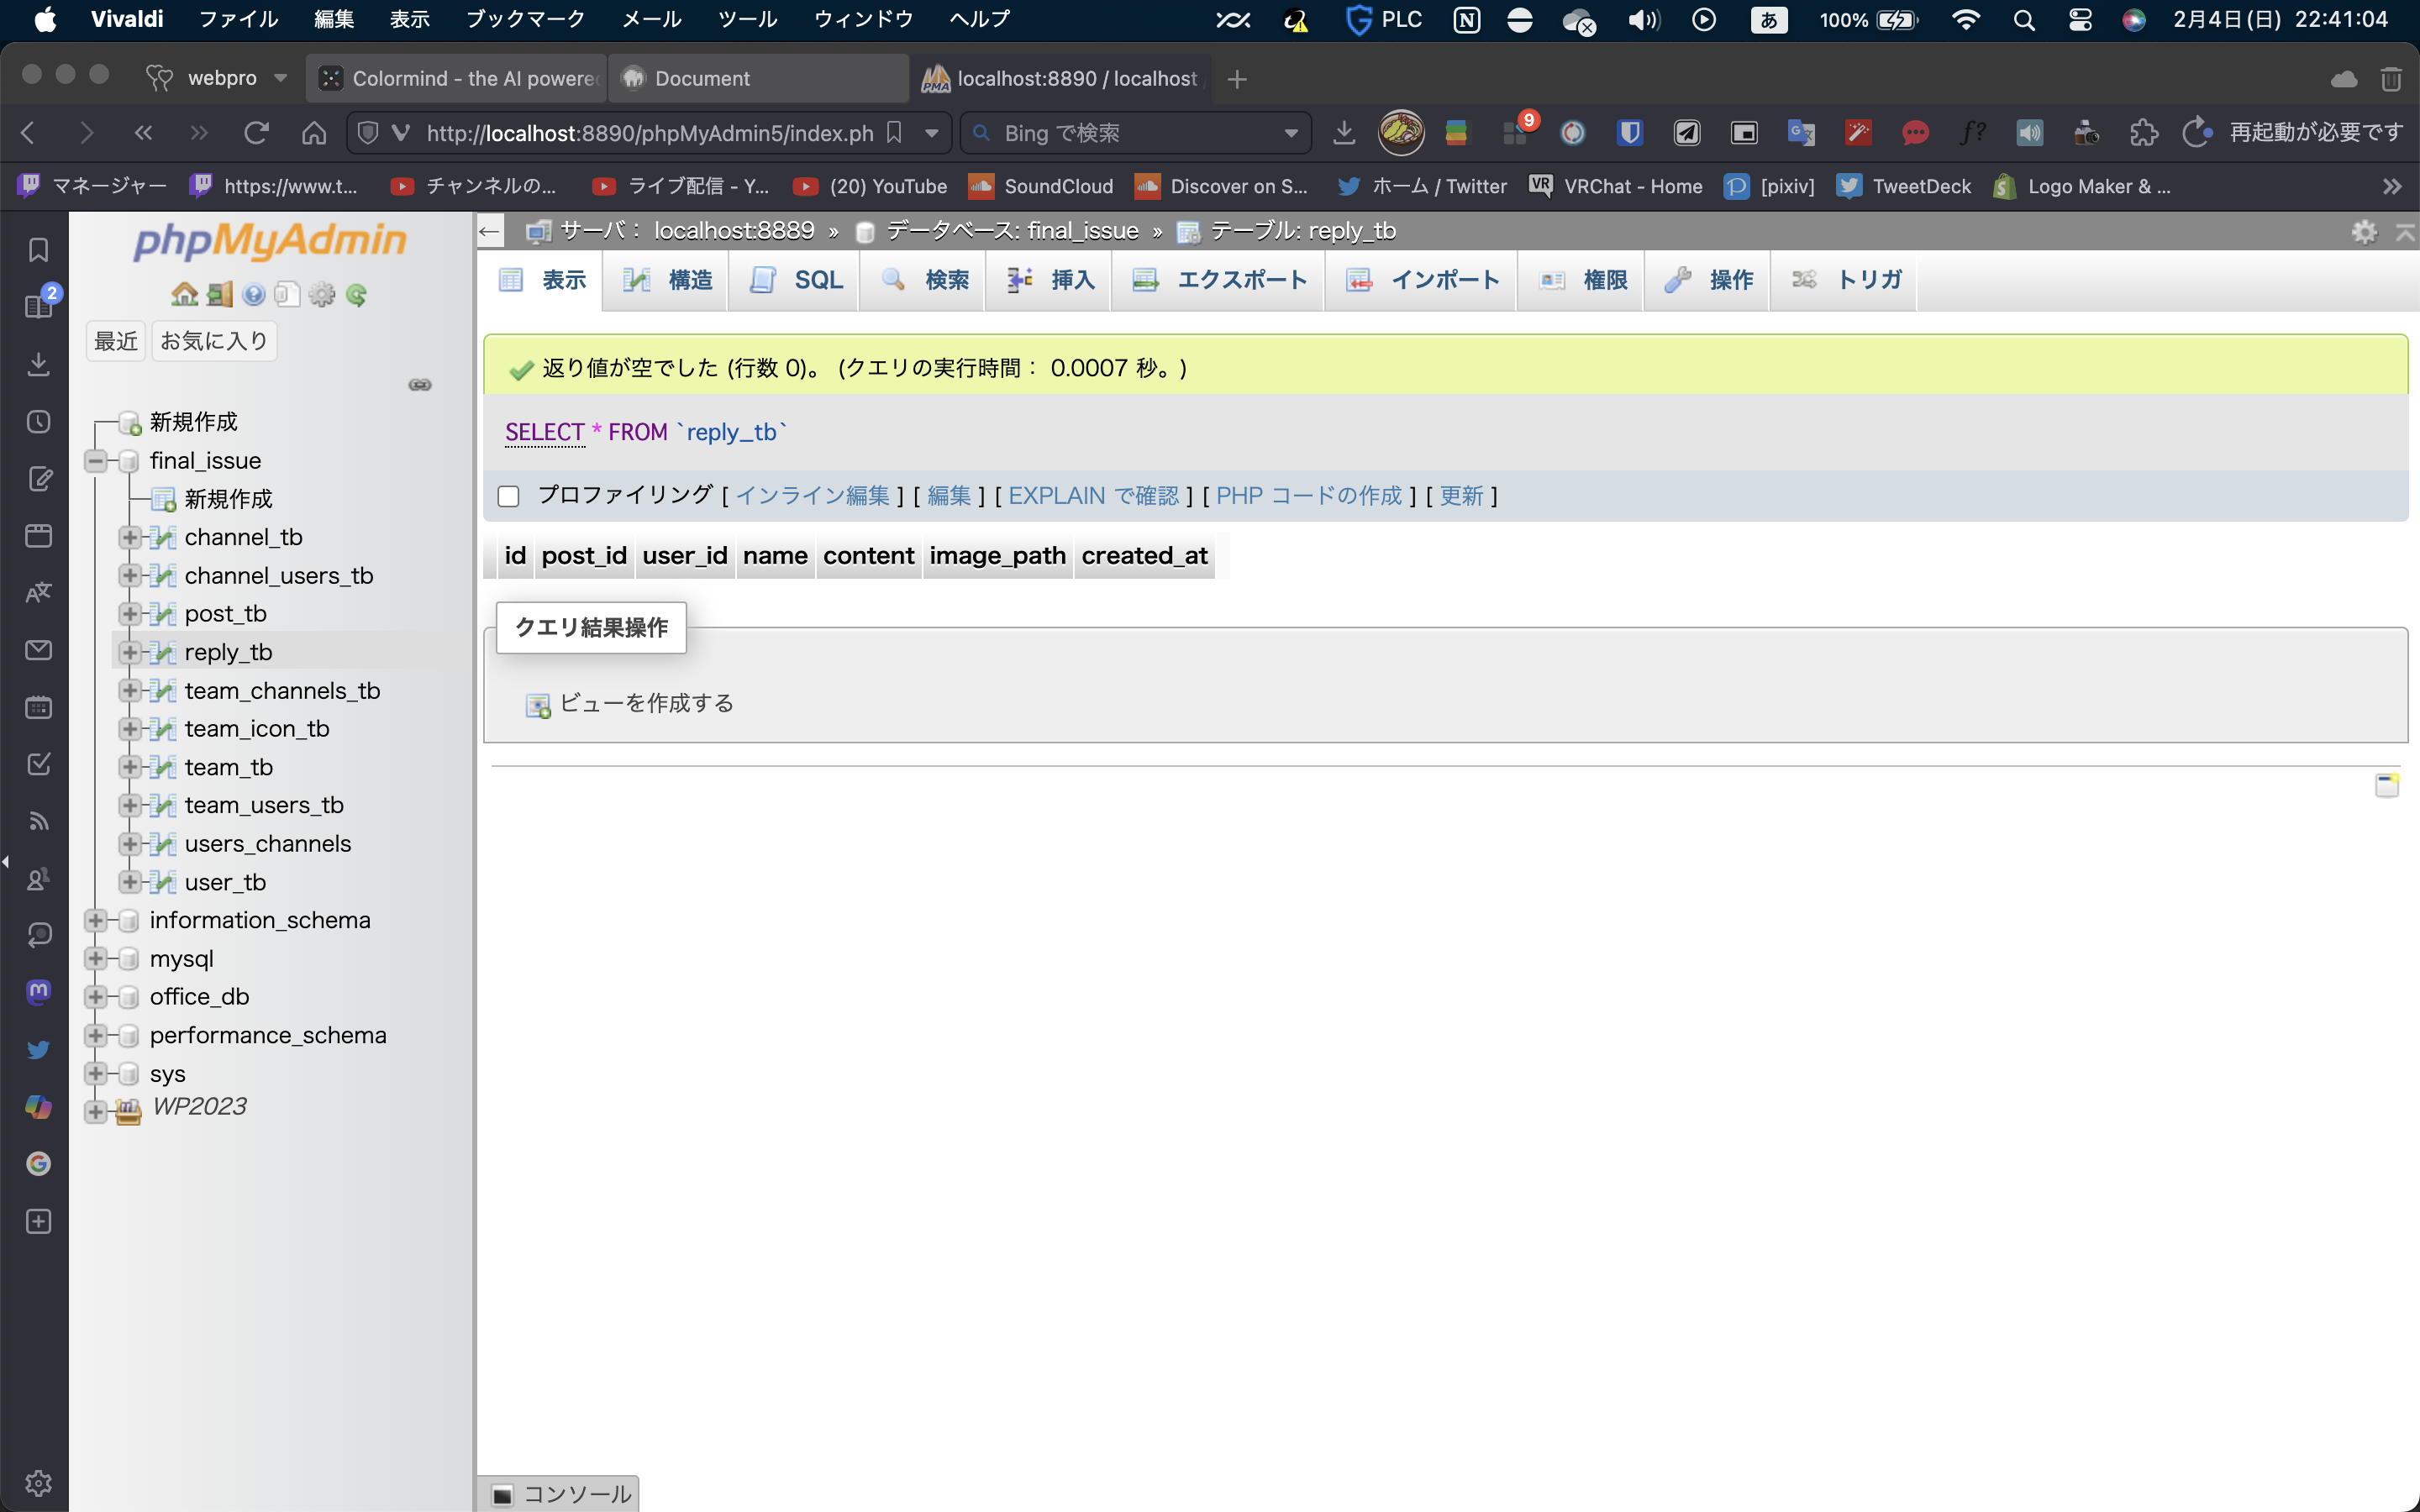 Vivaldi ファイル 編集 表示 ブックマーク メール ツール ウィンドウ ヘルプ PLC あ 100% 2月4日(日) 22:41:04
webpro Colormind - the AI powere Document localhost:8890 / localhost
http://localhost:8890/phpMyAdmin5/index.ph Bing で検索 9 再起動が必要です
マネージャー https://www.t... チャンネルの... ライブ配信 - Y... (20) YouTube SoundCloud Discover on S... ホーム / Twitter VRChat - Home [pixiv] TweetDeck Logo Maker & ...
2
phpMyAdmin
最近 お気に入り
新規作成
final_issue
新規作成
channel_tb
channel_users_tb
post_tb
reply_tb
team_channels_tb
team_icon_tb
team_tb
team_users_tb
users_channels
user_tb
information_schema
mysql
office_db
performance_schema
sys
WP2023
サーバ： localhost:8889 » データベース: final_issue » テーブル: reply_tb
表示 構造 SQL 検索 挿入 エクスポート インポート 権限 操作 トリガ
返り値が空でした (行数 0)。 (クエリの実行時間： 0.0007 秒。)
SELECT * FROM `reply_tb`
プロファイリング [ インライン編集 ] [ 編集 ] [ EXPLAIN で確認 ] [ PHP コードの作成 ] [ 更新 ]
id post_id user_id name content image_path created_at
クエリ結果操作
ビューを作成する
コンソール